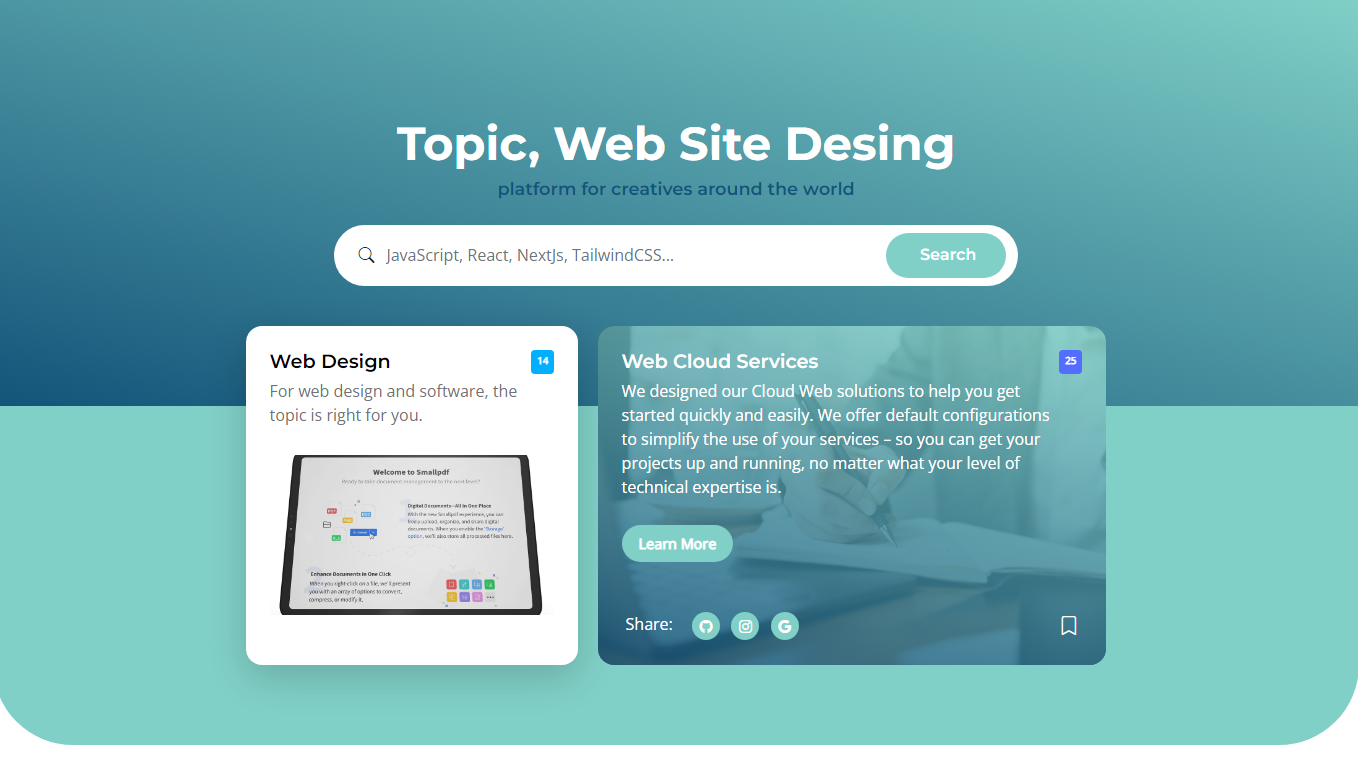 Topic, Web Site Desing
platform for creatives around the world
JavaScript, React, NextJs, TailwindCSS...
Search
Web Design
14
For web design and software, the
topic is right for you.
Welcome to Smallpdf
Ready to take document management to the next level?
Digital Documents—All In One Place
With the new Smallpdf experience, you can
freely upload, organize, and share digital
documents. When you enable the 'Storage'
option, we'll also store all processed files here.
Enhance Documents in One Click
When you right-click on a file, we'll present
you with an array of options to convert,
compress, or modify it.
Web Cloud Services
25
We designed our Cloud Web solutions to help you get
started quickly and easily. We offer default configurations
to simplify the use of your services – so you can get your
projects up and running, no matter what your level of
technical expertise is.
Learn More
Share: